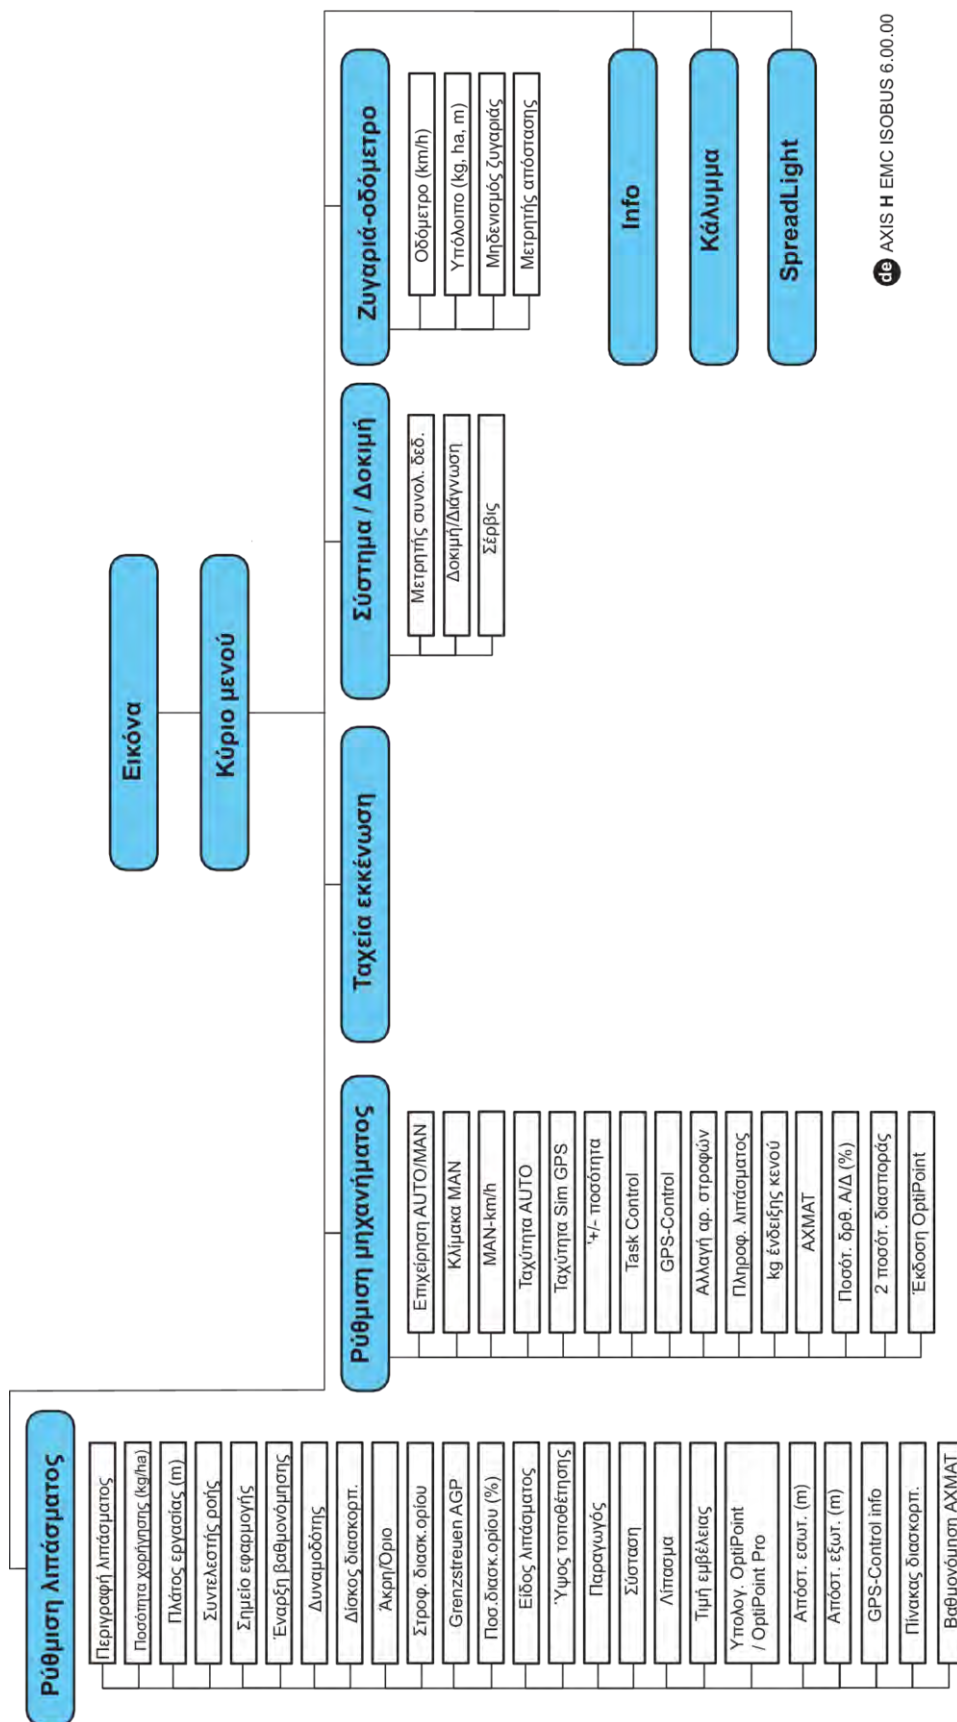 Εικόνα
Κύριο μενού
Ρύθμιση λιπάσματος
Περιγραφή λιπάσματος
Ποσότητα χορήγησης (kg/ha)
Πλάτος εργασίας (m)
Συντελεστής ροής
Σημείο εφαρμογής
Έναρξη βαθμονόμησης
Δυναμοδότης
Δίσκος διασκορπ.
Άκρη/Οριο
Στροφ. διασκ.ορίου
Grenzstreuen AGP
Ποσ.διασκ.ορίου (%)
Είδος λιπάσματος
Ύψος τοποθέτησης
Παραγωγός
Σύσταση
Λίπασμα
Τιμή εμβέλειας
Υπολογ. OptiPoint
/ OptiPoint Pro
Απόστ. εσωτ. (m)
Απόστ. εξωτ. (m)
GPS-Control info
Πίνακας διασκορπ.
Βαθμονόμηση AXMAT
Ρύθμιση μηχανήματος
Επιχείρηση AUTO/MAN
Κλίμακα MAN
MAN-km/h
Ταχύτητα AUTO
Ταχύτητα Sim GPS
'+/- ποσότητα
Task Control
GPS-Control
Αλλαγή αρ. στροφών
Πληροφ. λιπάσματος
kg ένδειξης κενού
AXMAT
Ποσότ. δρθ. Α/Δ (%)
2 ποσότ. διασποράς
Έκδοση OptiPoint
Ταχεία εκκένωση
Σύστημα / Δοκιμή
Μετρητής συνολ. δεδ.
Δοκιμή/Διάγνωση
Σέρβις
Ζυγαριά-οδόμετρο
Οδόμετρο (km/h)
Υπόλοιπο (kg, ha, m)
Μηδενισμός ζυγαριάς
Μετρητής απόστασης
Info
Κάλυμμα
SpreadLight
de AXIS H EMC ISOBUS 6.00.00